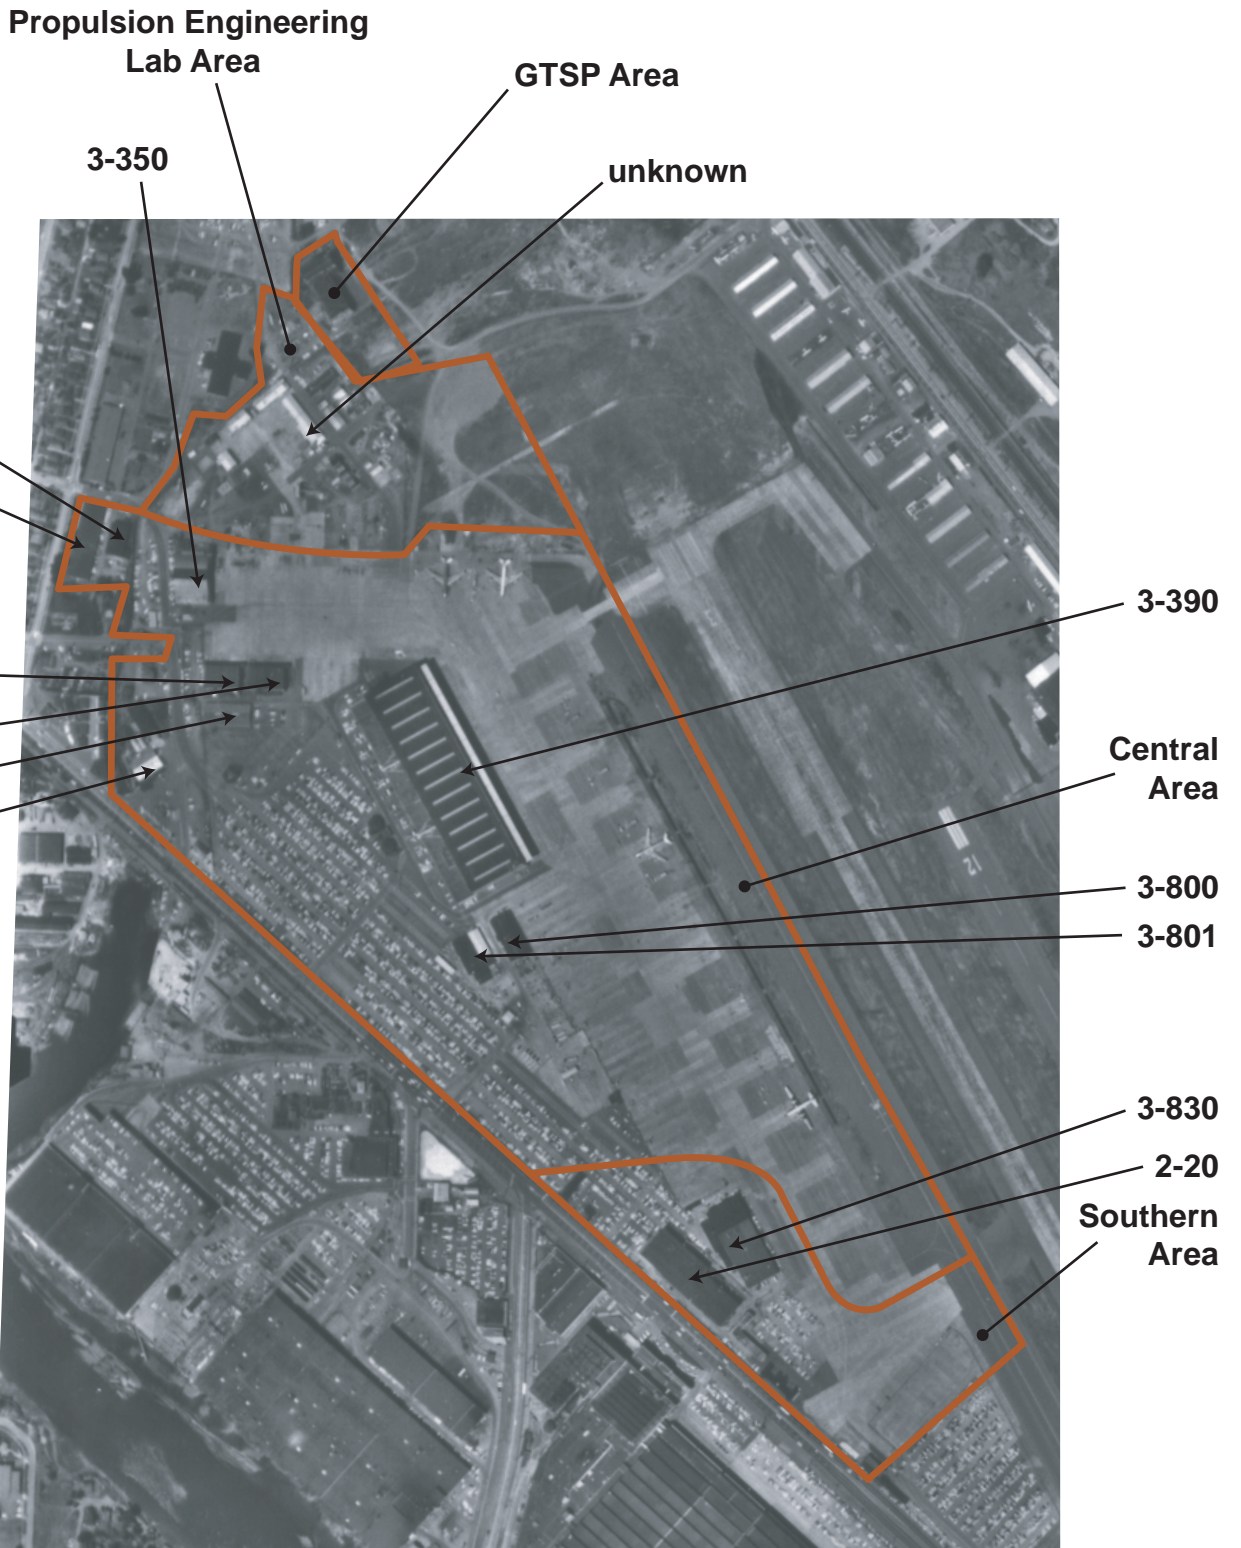 Propulsion Engineering
Lab Area
GTSP Area
3-350
unknown
3-390
Central
Area
12
3-800
3-801
3-830
2-20
Southern
Area